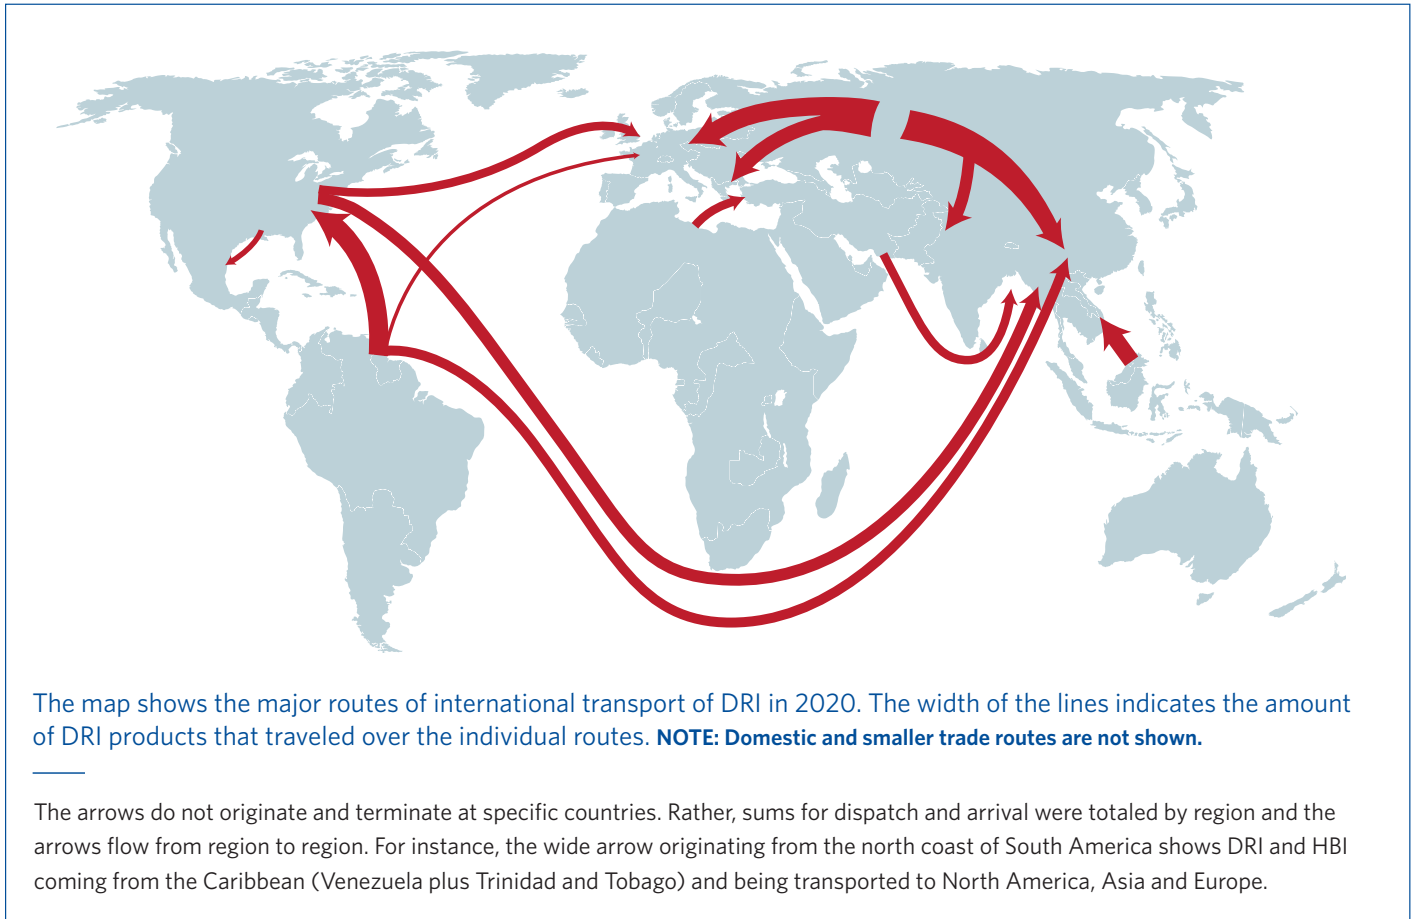 The map shows the major routes of international transport of DRI in 2020. The width of the lines indicates the amount
of DRI products that traveled over the individual routes. NOTE: Domestic and smaller trade routes are not shown.
The arrows do not originate and terminate at specific countries. Rather, sums for dispatch and arrival were totaled by region and the
arrows flow from region to region. For instance, the wide arrow originating from the north coast of South America shows DRI and HBI
coming from the Caribbean (Venezuela plus Trinidad and Tobago) and being transported to North America, Asia and Europe.